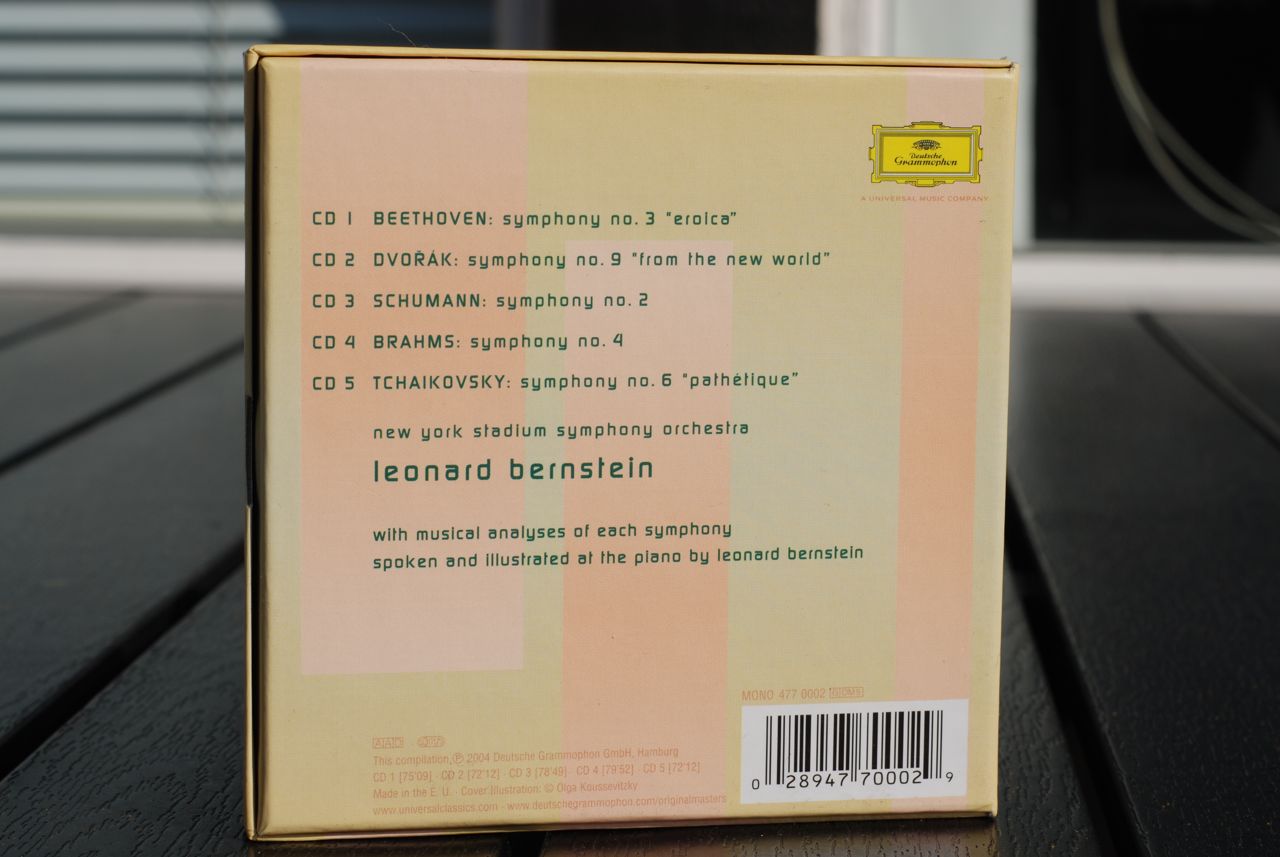 Deutsche
Grammophon
A UNIVERSAL MUSIC COMPANY
CD 1 BEETHOVEN: symphony no. 3 "eroica"
CD 2 DVOŘÁK: symphony no. 9 "from the new world"
CD 3 SCHUMANN: symphony no. 2
CD 4 BRAHMS: symphony no. 4
CD 5 TCHAIKOVSKY: symphony no. 6 "pathétique"
new york stadium symphony orchestra
leonard bernstein
with musical analyses of each symphony
spoken and illustrated at the piano by leonard bernstein
MONO 477 0002 G OM5
AAD
This compilation ℗ 2004 Deutsche Grammophon GmbH, Hamburg
CD 1 [75'09] · CD 2 [72'12] · CD 3 [78'49] · CD 4 [79'52] · CD 5 [72'12]
Made in the E. U. · Cover Illustration: © Olga Koussevitzky
www.universalclassics.com · www.deutschegrammophon.com/originalmasters
0 28947 70002 9